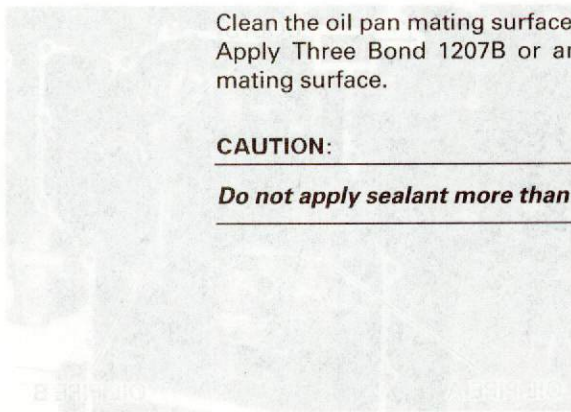 Clean the oil pan mating surface
Apply Three Bond 1207B or an
mating surface.
CAUTION:
Do not apply sealant more than